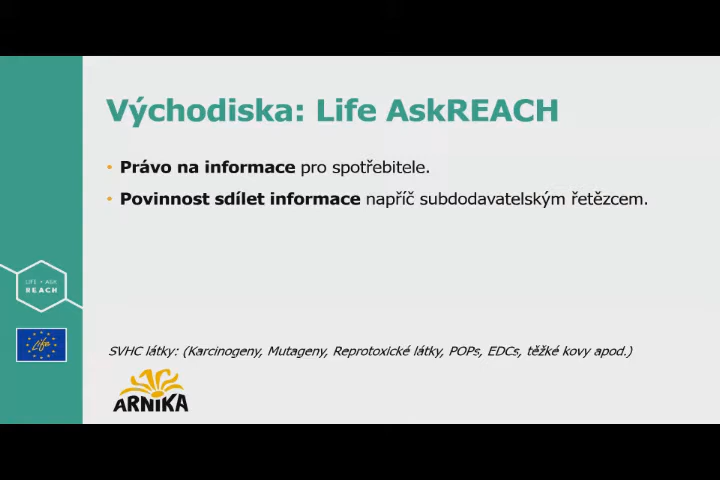 Východiska: Life AskREACH
• Právo na informace pro spotřebitele.
• Povinnost sdílet informace napříč subdodavatelským řetězcem.
LIFE + ASK
REACH
Life
SVHC látky: (Karcinogeny, Mutageny, Reprotoxické látky, POPs, EDCs, těžké kovy apod.)
ARNIKA